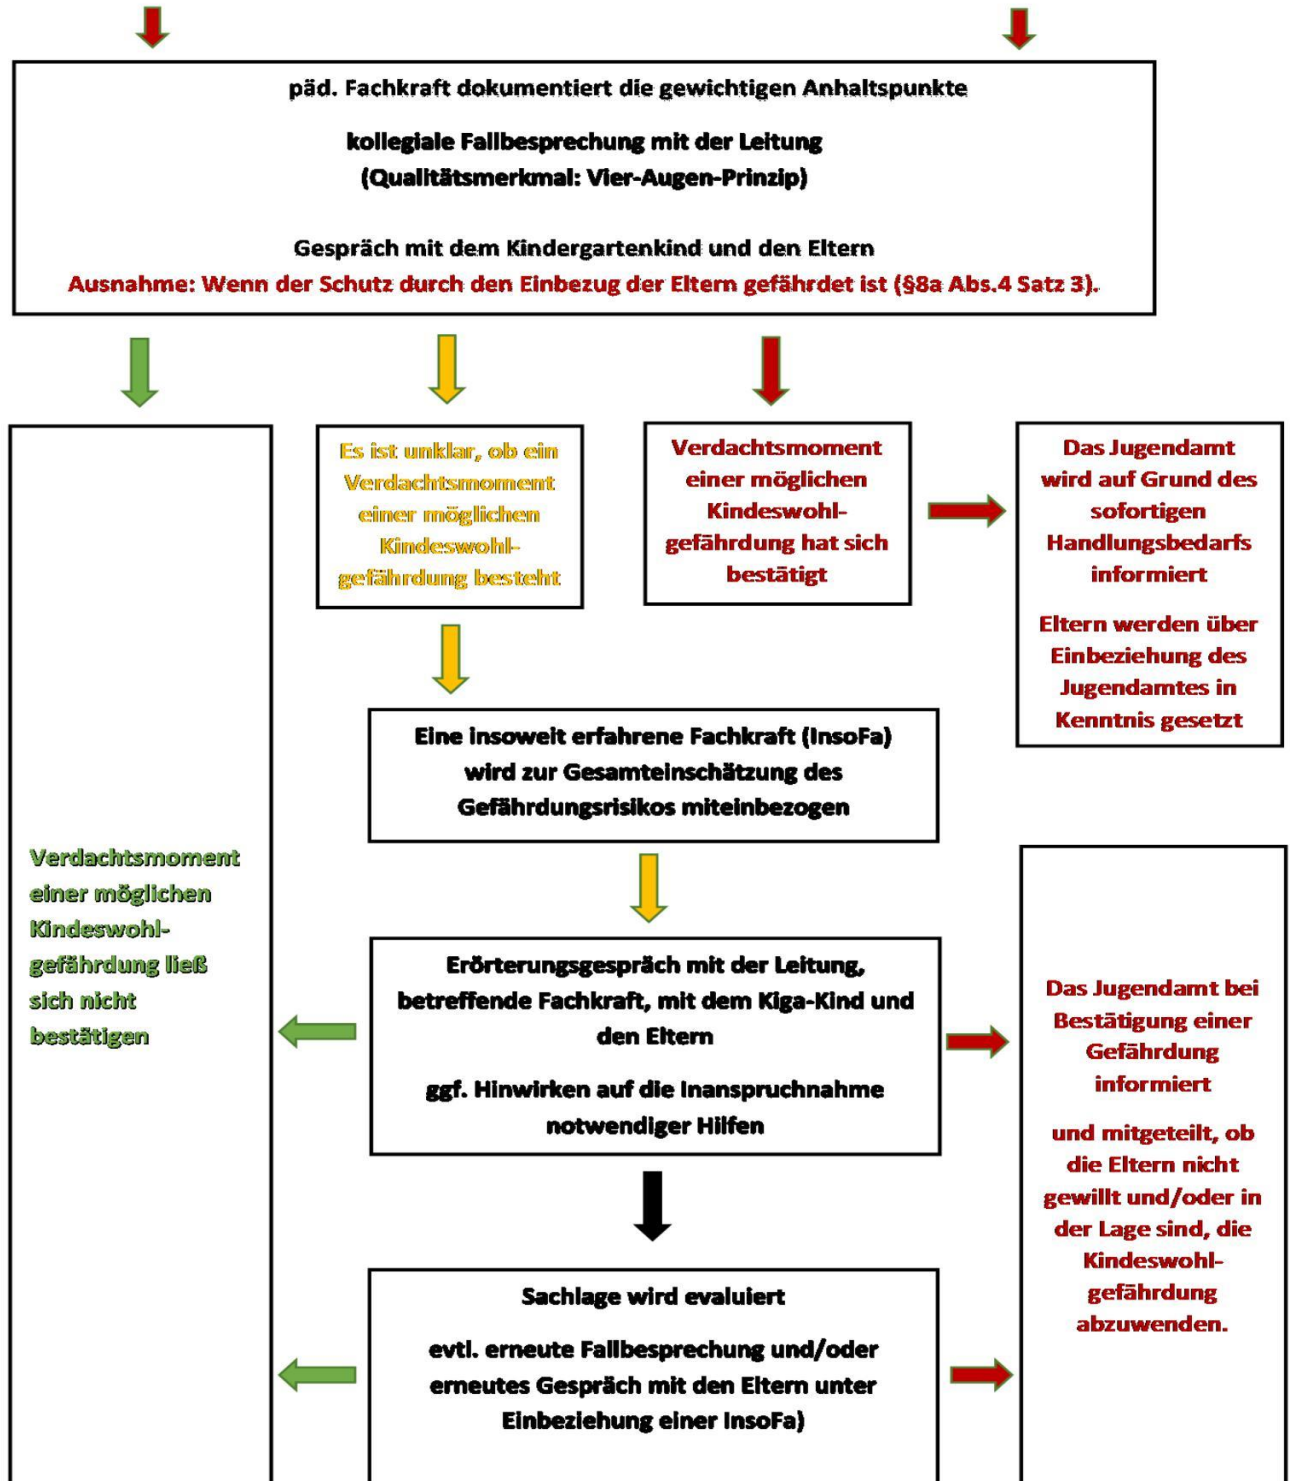 päd. Fachkraft dokumentiert die gewichtigen Anhaltspunkte
kollegiale Fallbesprechung mit der Leitung
(Qualitätsmerkmal: Vier-Augen-Prinzip)
Gespräch mit dem Kindergartenkind und den Eltern
Ausnahme: Wenn der Schutz durch den Einbezug der Eltern gefährdet ist (§8a Abs.4 Satz 3).
Es ist unklar, ob ein
Verdachtsmoment
einer möglichen
Kindeswohl-
gefährdung besteht
Verdachtsmoment
einer möglichen
Kindeswohl-
gefährdung hat sich
bestätigt
Das Jugendamt
wird auf Grund des
sofortigen
Handlungsbedarfs
informiert
Eltern werden über
Einbeziehung des
Jugendamtes in
Kenntnis gesetzt
Eine insoweit erfahrene Fachkraft (InsoFa)
wird zur Gesamteinschätzung des
Gefährdungsrisikos miteinbezogen
Verdachtsmoment
einer möglichen
Kindeswohl-
gefährdung ließ
sich nicht
bestätigen
Erörterungsgespräch mit der Leitung,
betreffende Fachkraft, mit dem Kiga-Kind und
den Eltern
ggf. Hinwirken auf die Inanspruchnahme
notwendiger Hilfen
Das Jugendamt bei
Bestätigung einer
Gefährdung
informiert
und mitgeteilt, ob
die Eltern nicht
gewillt und/oder in
der Lage sind, die
Kindeswohl-
gefährdung
abzuwenden.
Sachlage wird evaluiert
evtl. erneute Fallbesprechung und/oder
erneutes Gespräch mit den Eltern unter
Einbeziehung einer InsoFa)